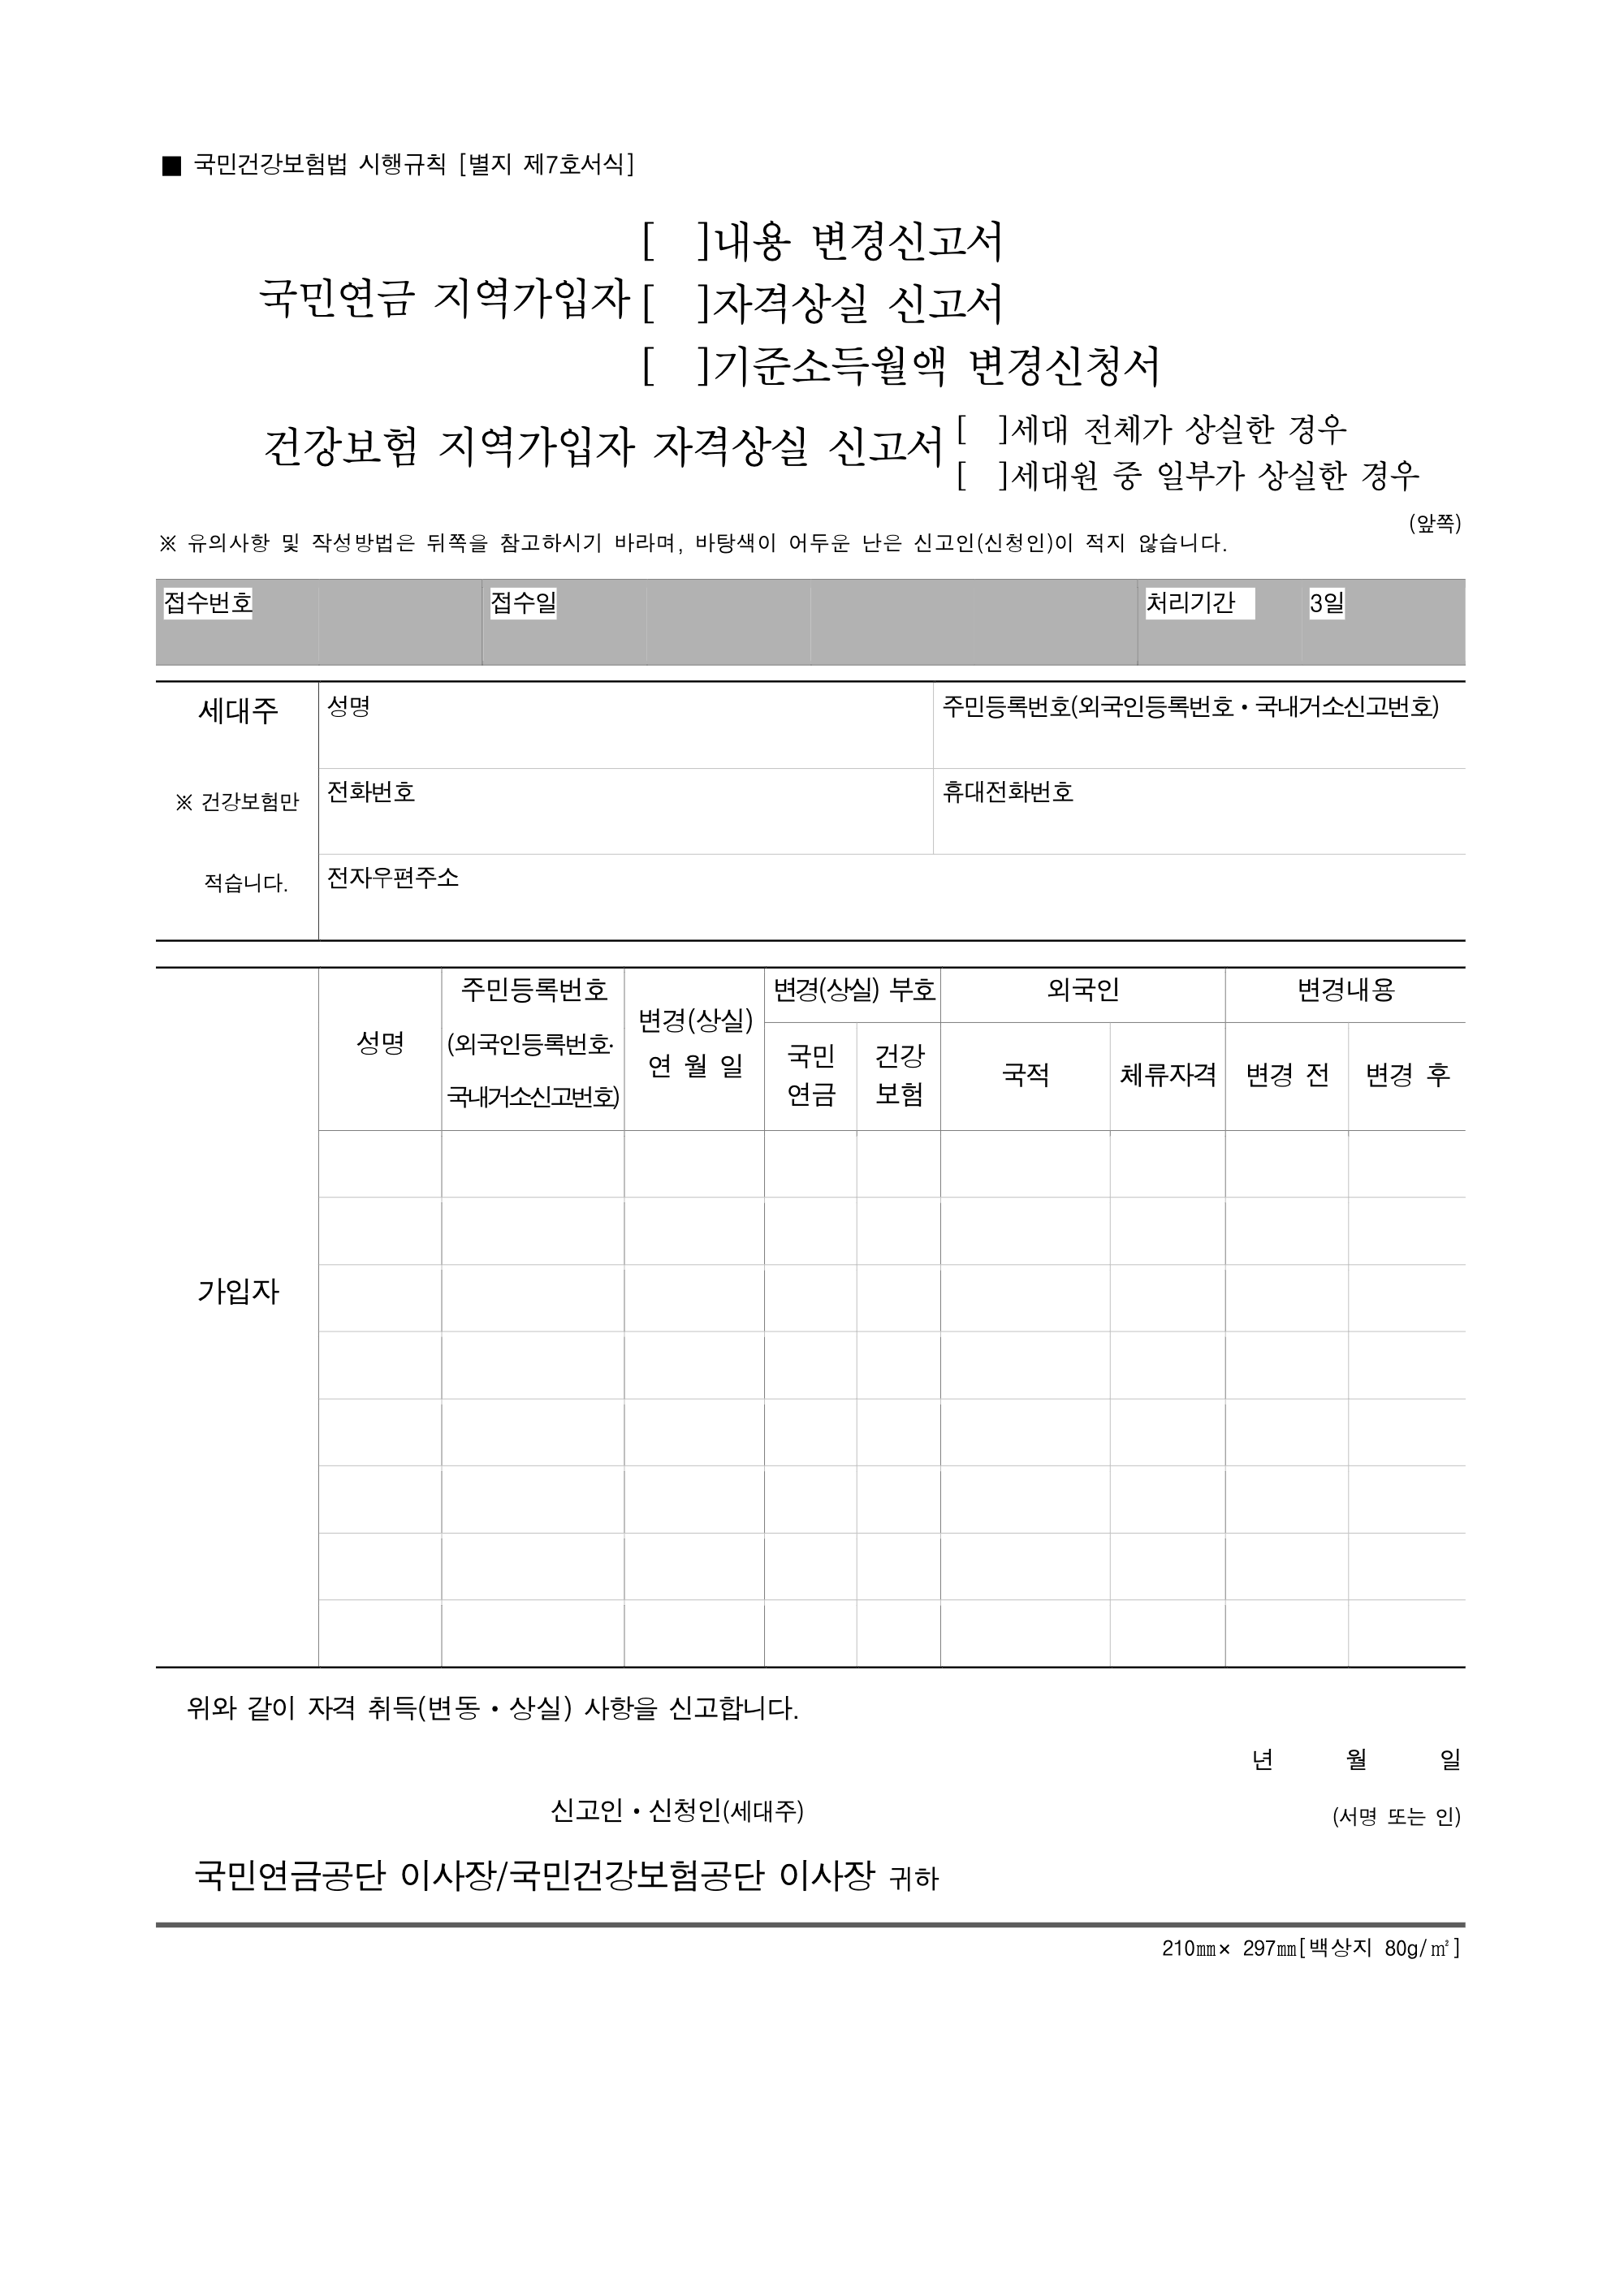 ■ 국민건강보험법 시행규칙 [별지 제7호서식]
국민연금 지역가입자
[ ]내용 변경신고서
[ ]자격상실 신고서
[ ]기준소득월액 변경신청서
건강보험 지역가입자 자격상실 신고서
[ ]세대 전체가 상실한 경우
[ ]세대원 중 일부가 상실한 경우
(앞쪽)
※ 유의사항 및 작성방법은 뒤쪽을 참고하시기 바라며, 바탕색이 어두운 난은 신고인(신청인)이 적지 않습니다.
접수번호 접수일 처리기간 3일
세대주
※ 건강보험만
적습니다.
성명
주민등록번호(외국인등록번호・국내거소신고번호)
전화번호
휴대전화번호
전자우편주소
가입자
성명
주민등록번호
(외국인등록번호·
국내거소신고번호)
변경(상실)
연 월 일
변경(상실) 부호
국민
연금
건강
보험
외국인
국적
체류자격
변경내용
변경 전
변경 후
위와 같이 자격 취득(변동・상실) 사항을 신고합니다.
년 월 일
신고인・신청인(세대주)
(서명 또는 인)
국민연금공단 이사장/국민건강보험공단 이사장 귀하
210㎜× 297㎜[백상지 80g/㎡]